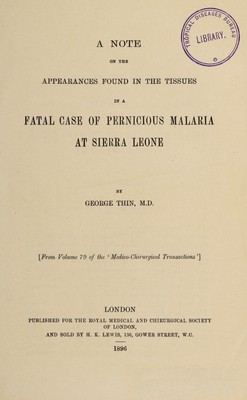 TROPICAL DISEASES BUREAU
LIBRARY.
A NOTE
ON THE
APPEARANCES FOUND IN THE TISSUES
IN A
FATAL CASE OF PERNICIOUS MALARIA
AT SIERRA LEONE
BY
GEORGE THIN, M.D.
[From Volume 79 of the ‘Medico-Chirurgical Transactions’]
LONDON
PUBLISHED FOR THE ROYAL MEDICAL AND CHIRURGICAL SOCIETY
OF LONDON,
AND SOLD BY H. K. LEWIS, 136, GOWER STREET, W.C.
1896